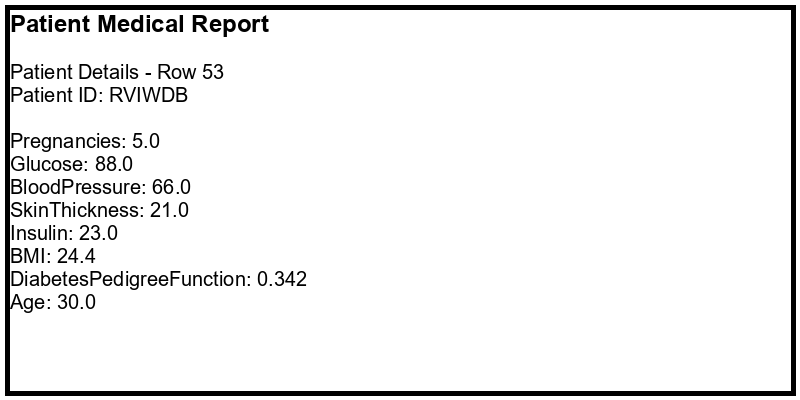 Patient Medical Report
Patient Details - Row 53
Patient ID: RVIWDB
Pregnancies: 5.0
Glucose: 88.0
BloodPressure: 66.0
SkinThickness: 21.0
Insulin: 23.0
BMI: 24.4
DiabetesPedigreeFunction: 0.342
Age: 30.0